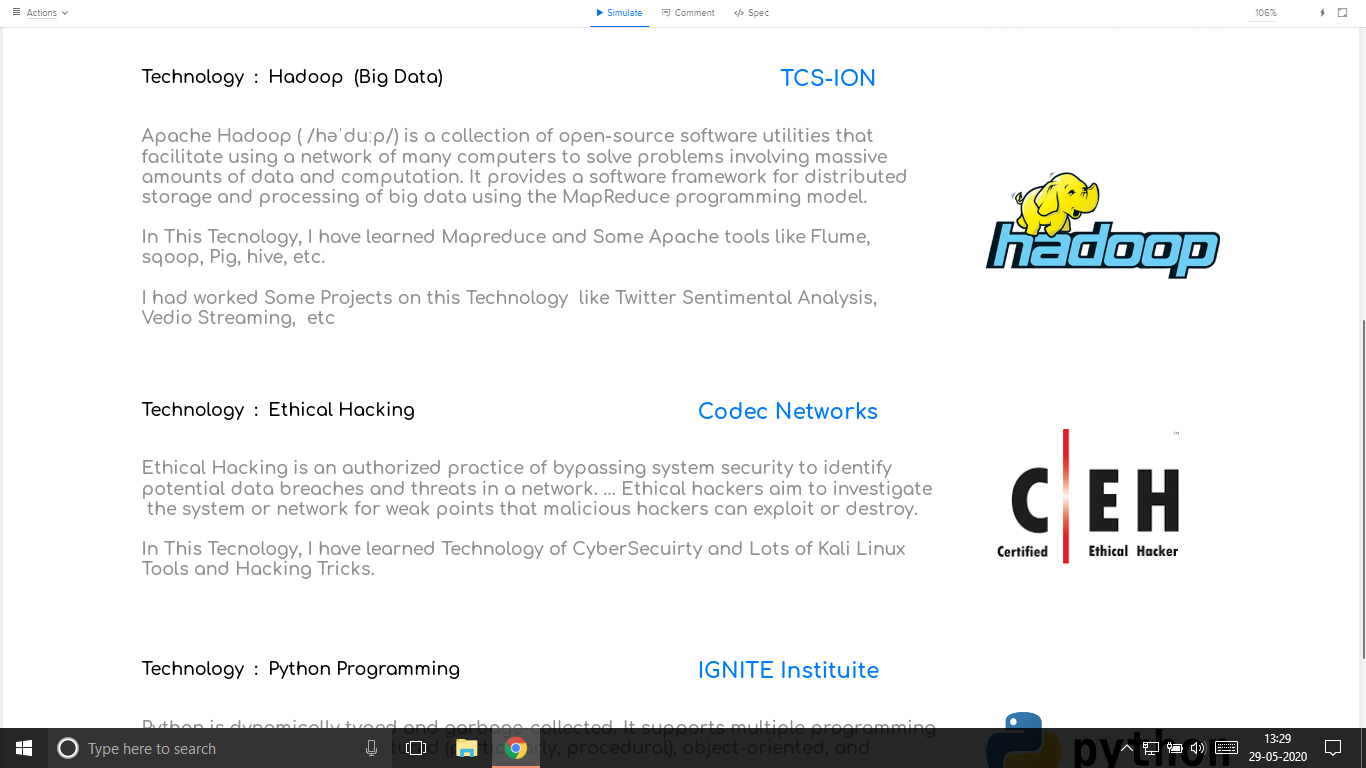 Actions
Simulate
Comment
Spec
106%
Technology : Hadoop (Big Data)
TCS-ION
Apache Hadoop ( /həˈduːp/) is a collection of open-source software utilities that
facilitate using a network of many computers to solve problems involving massive
amounts of data and computation. It provides a software framework for distributed
storage and processing of big data using the MapReduce programming model.
In This Tecnology, I have learned Mapreduce and Some Apache tools like Flume,
sqoop, Pig, hive, etc.
I had worked Some Projects on this Technology like Twitter Sentimental Analysis,
Vedio Streaming, etc
hadoop
Technology : Ethical Hacking
Codec Networks
Ethical Hacking is an authorized practice of bypassing system security to identify
potential data breaches and threats in a network. ... Ethical hackers aim to investigate
the system or network for weak points that malicious hackers can exploit or destroy.
In This Tecnology, I have learned Technology of CyberSecuirty and Lots of Kali Linux
Tools and Hacking Tricks.
C EH
™
Certified Ethical Hacker
Technology : Python Programming
IGNITE Instituite
Python is dynamically typed and garbage-collected. It supports multiple programming
procedural), object-oriented, and
python
Type here to search
13:29
29-05-2020